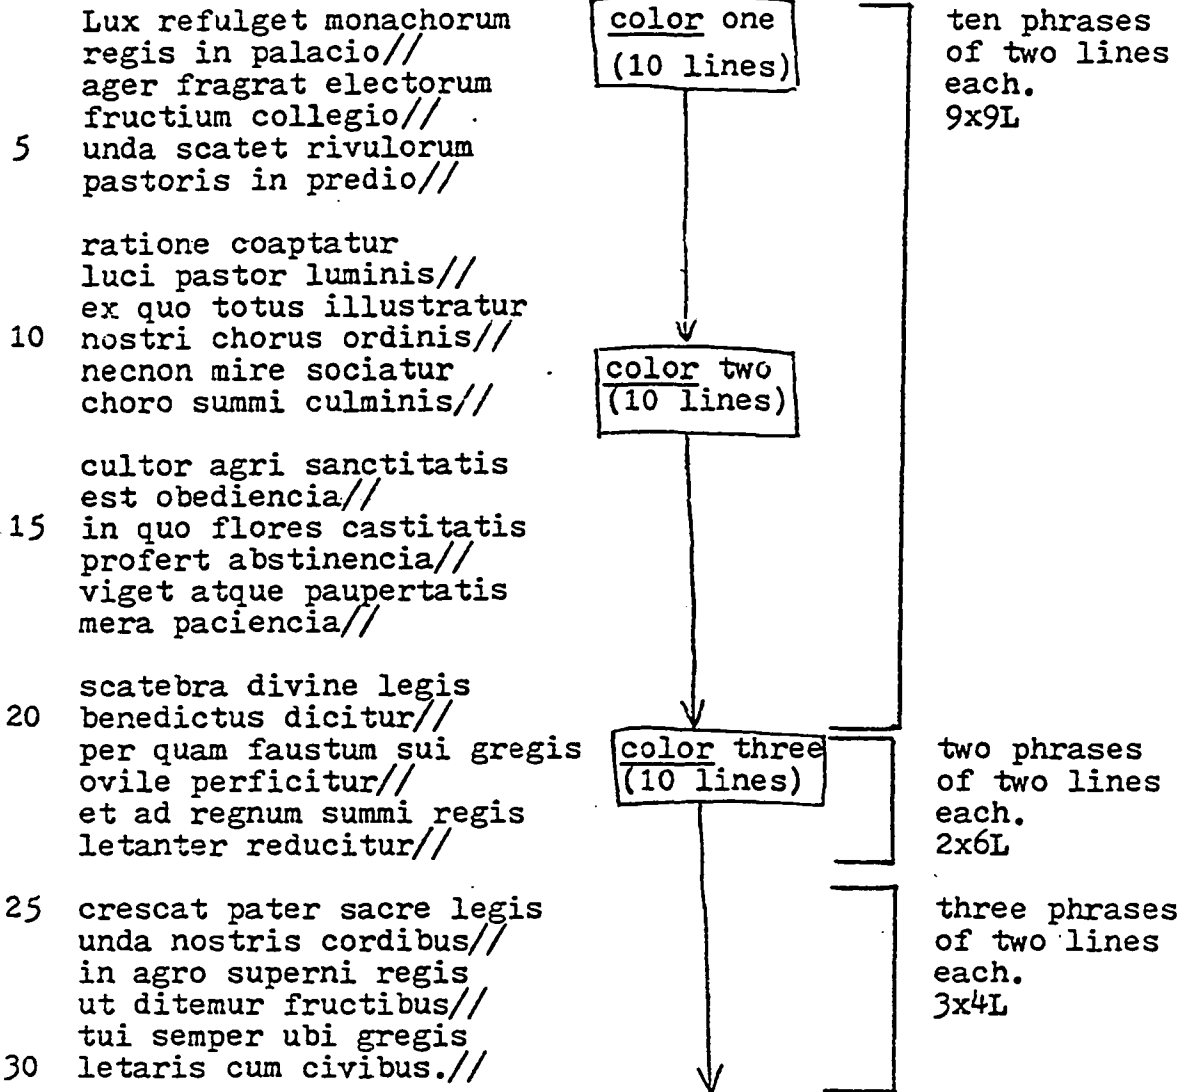 Lux refulget monachorum
regis in palacio//
ager fragrat electorum
fructium collegio//
5 unda scatet rivulorum
pastoris in predio//
ratione coaptatur
luci pastor luminis//
ex quo totus illustratur
10 nostri chorus ordinis//
necnon mire sociatur
choro summi culminis//
cultor agri sanctitatis
est obediencia//
15 in quo flores castitatis
profert abstinencia//
viget atque paupertatis
mera paciencia//
scatebra divine legis
20 benedictus dicitur//
per quam faustum sui gregis
ovile perficitur//
et ad regnum summi regis
letanter reducitur//
25 crescat pater sacre legis
unda nostris cordibus//
in agro superni regis
ut ditemur fructibus//
tui semper ubi gregis
30 letaris cum civibus.//
color one
(10 lines)
color two
(10 lines)
color three
(10 lines)
ten phrases
of two lines
each.
9x9L
two phrases
of two lines
each.
2x6L
three phrases
of two lines
each.
3x4L